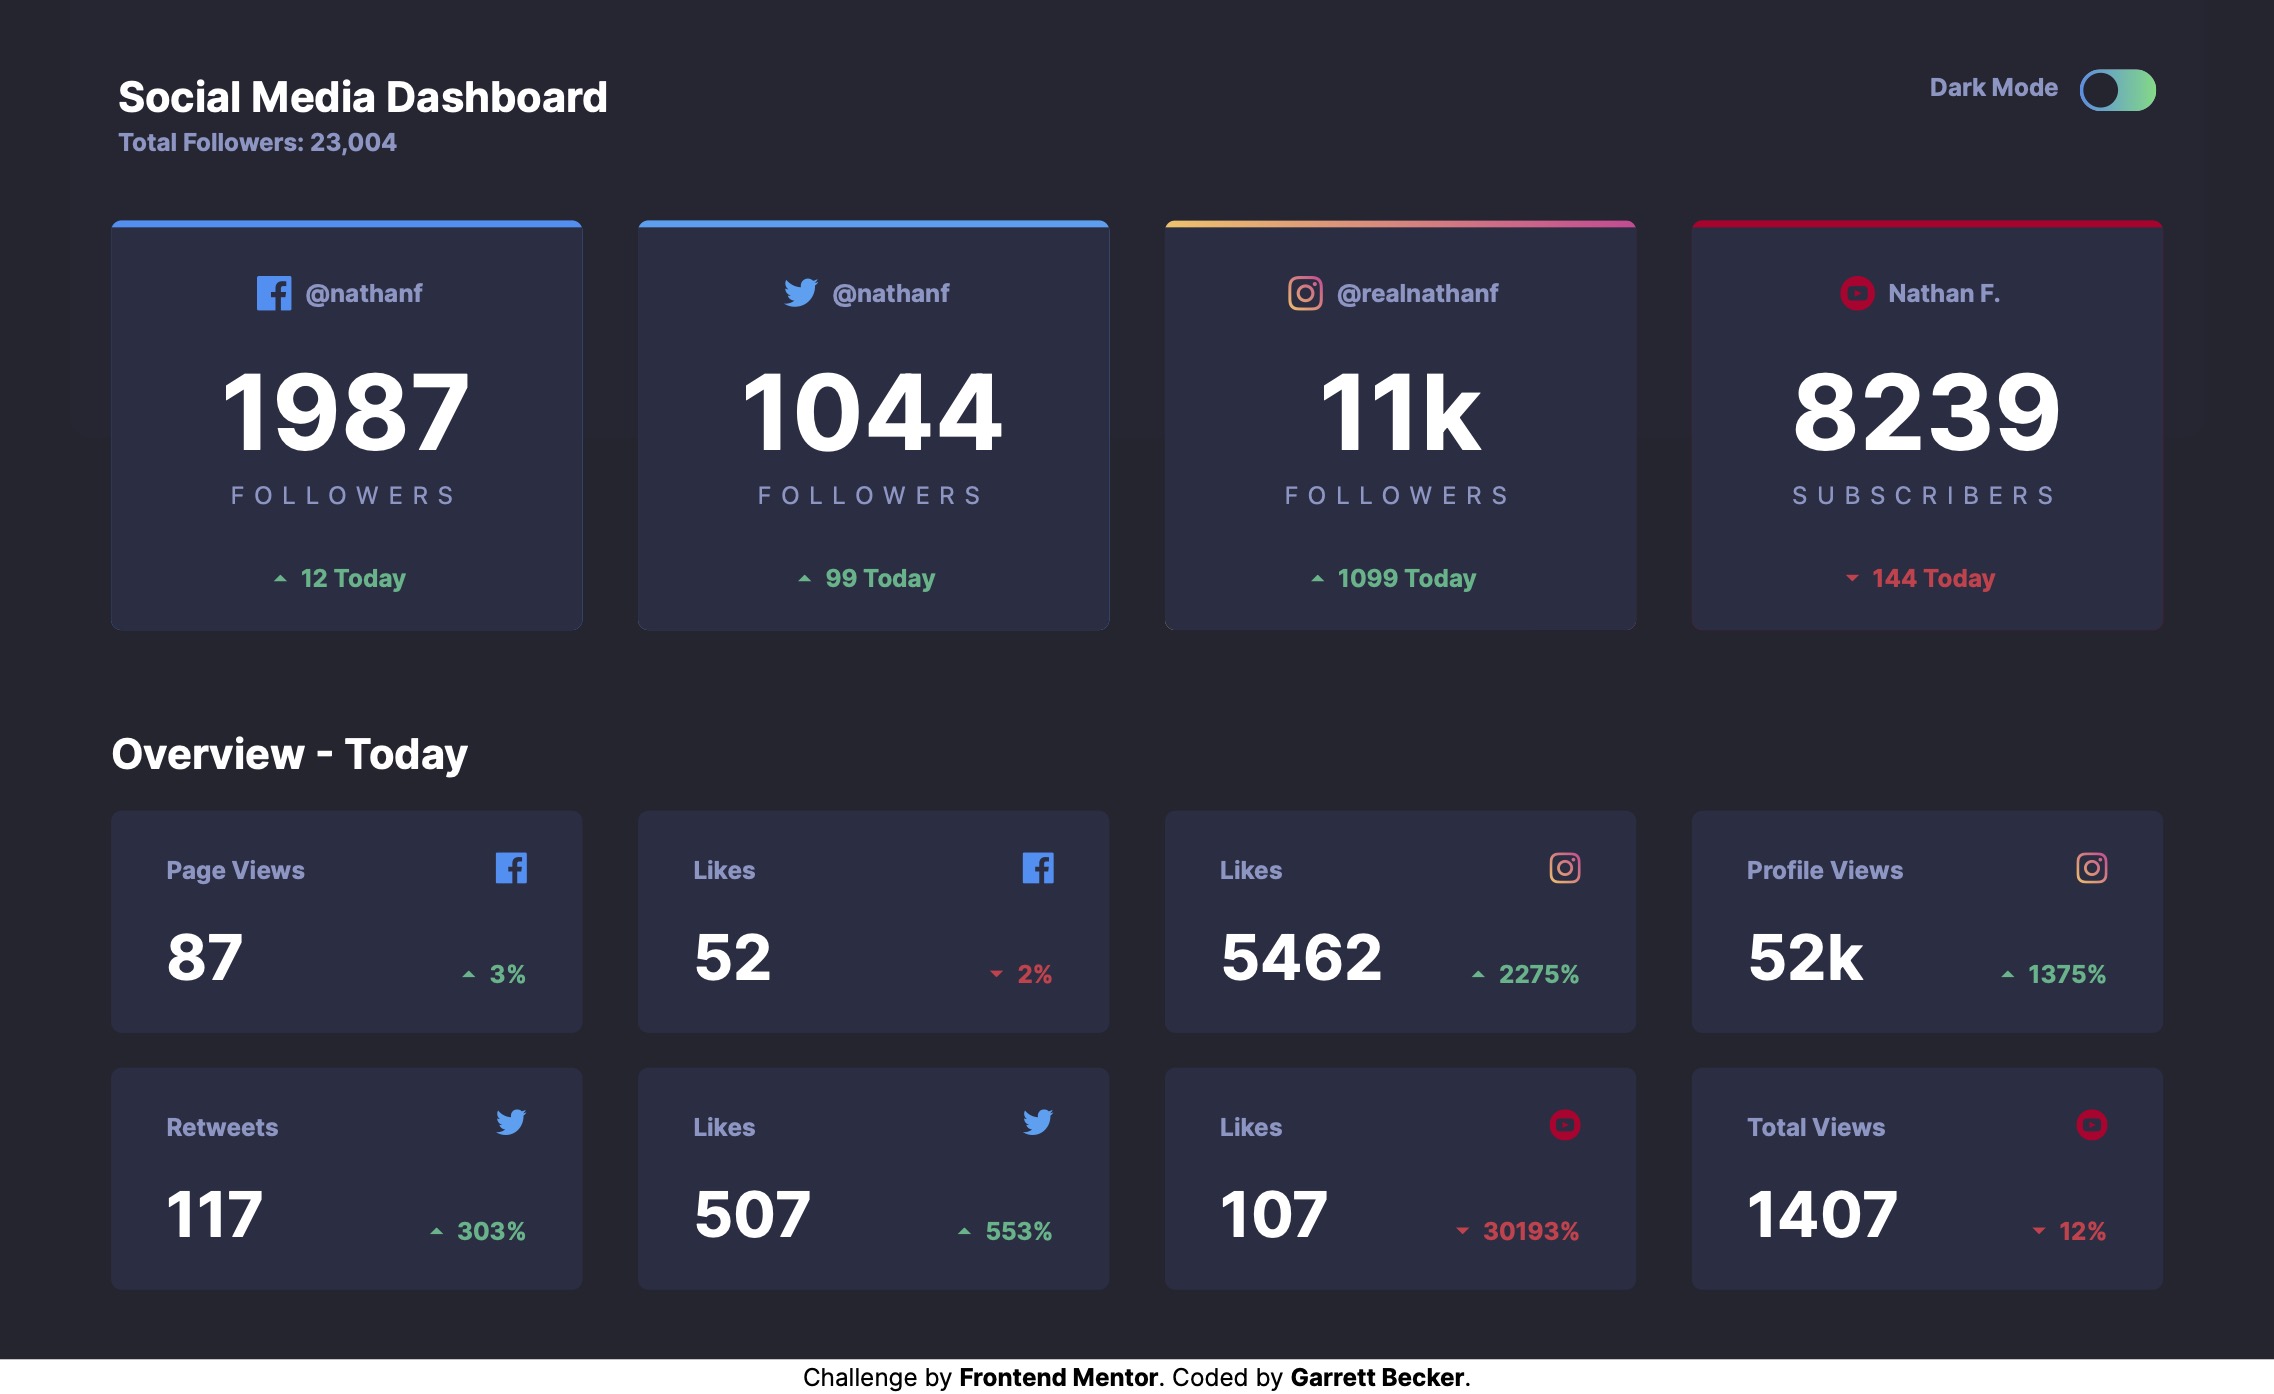 Social Media Dashboard
Total Followers: 23,004
Dark Mode
@nathanf
1987
FOLLOWERS
12 Today
@nathanf
1044
FOLLOWERS
99 Today
@realnathanf
11k
FOLLOWERS
1099 Today
Nathan F.
8239
SUBSCRIBERS
144 Today
Overview - Today
Page Views
87
3%
Likes
52
2%
Likes
5462
2275%
Profile Views
52k
1375%
Retweets
117
303%
Likes
507
553%
Likes
107
30193%
Total Views
1407
12%
Challenge by Frontend Mentor. Coded by Garrett Becker.